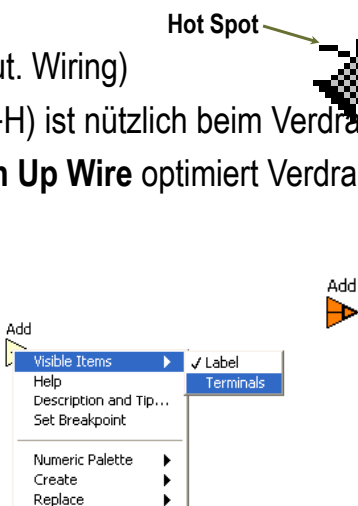 Hot Spot
ut. Wiring)
-H) ist nützlich beim Verdra
n Up Wire optimiert Verdra
Add
Add
Visible Items
✓ Label
Help
Terminals
Description and Tip...
Set Breakpoint
Numeric Palette
Create
Replace